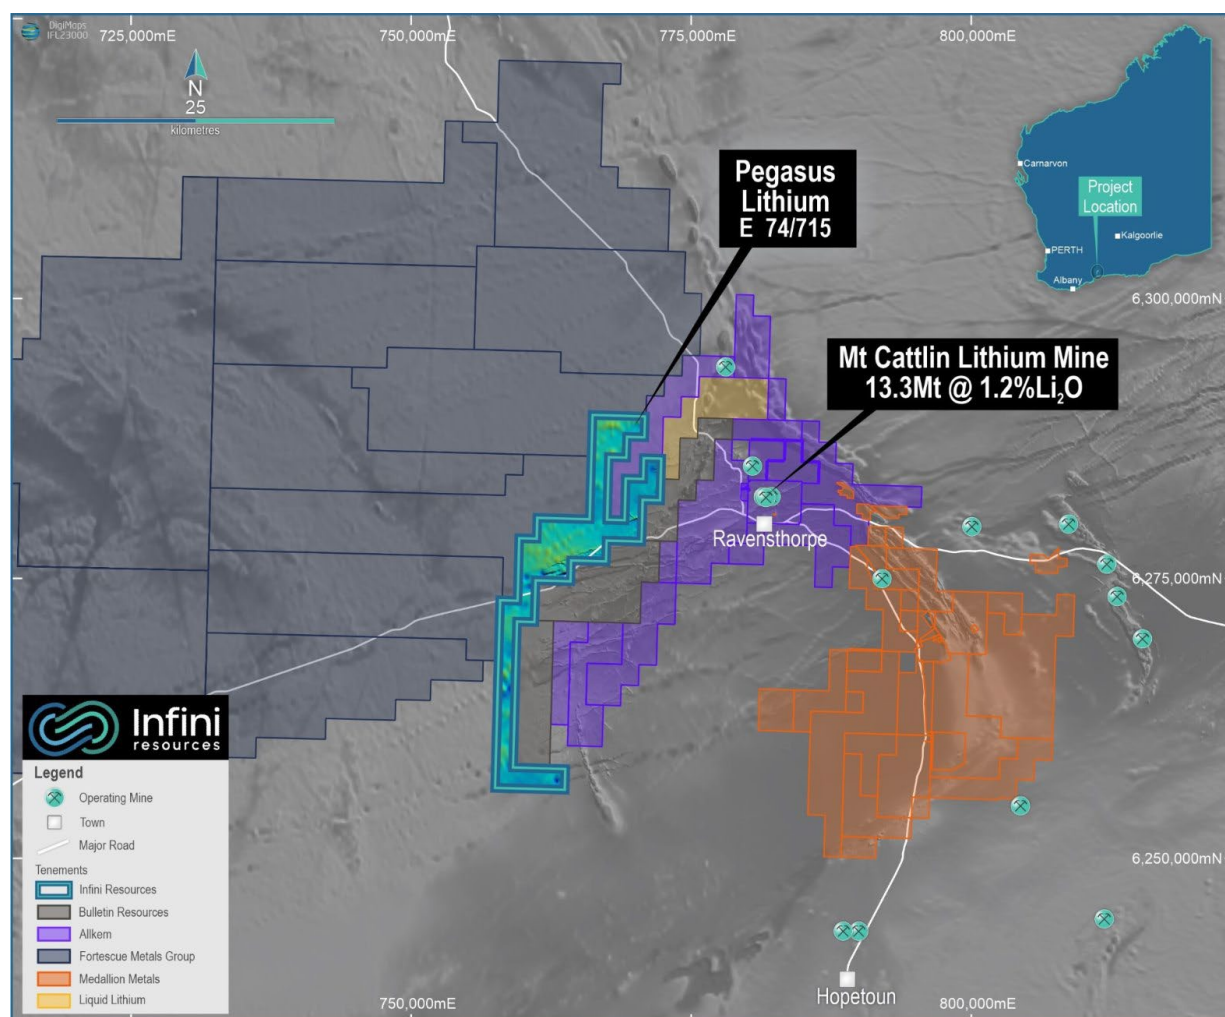 DigiMaps
IFL23000
725,000mE
750,000mE
775,000mE
800,000mE
N
25
kilometres
Carnarvon
Project
Location
Kalgoorlie
PERTH
Albany
Pegasus
Lithium
E 74/715
6,300,000mN
Mt Cattlin Lithium Mine
13.3Mt @ 1.2%Li₂O
Ravensthorpe
6,275,000mN
Infini
resources
Legend
Operating Mine
Town
Major Road
Tenements
Infini Resources
Bulletin Resources
Allkem
Fortescue Metals Group
Medallion Metals
Liquid Lithium
6,250,000mN
Hopetoun
750,000mE
800,000mE